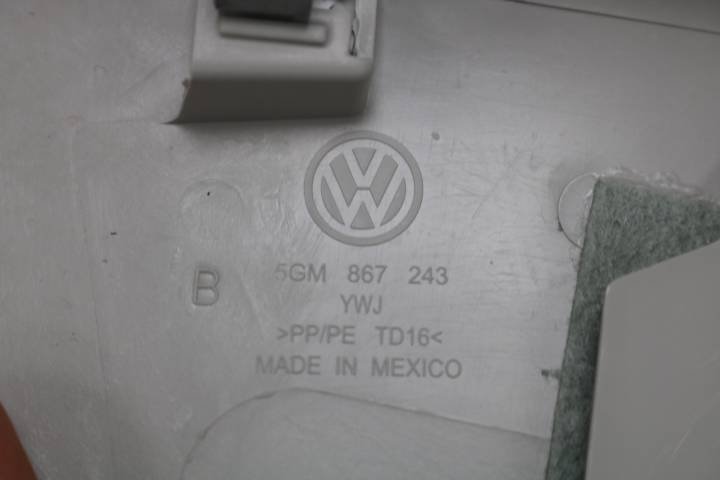 VW
B
5GM 867 243
YWJ
>PP/PE TD16<
MADE IN MEXICO